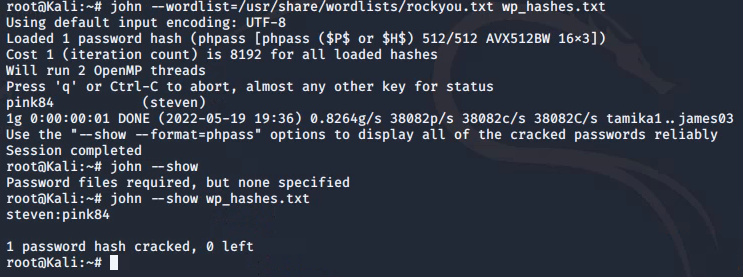 root@Kali:~# john --wordlist=/usr/share/wordlists/rockyou.txt wp_hashes.txt
Using default input encoding: UTF-8
Loaded 1 password hash (phpass [phpass ($P$ or $H$) 512/512 AVX512BW 16×3])
Cost 1 (iteration count) is 8192 for all loaded hashes
Will run 2 OpenMP threads
Press 'q' or Ctrl-C to abort, almost any other key for status
pink84           (steven)
1g 0:00:00:01 DONE (2022-05-19 19:36) 0.8264g/s 38082p/s 38082c/s 38082C/s tamika1..james03
Use the "--show --format=phpass" options to display all of the cracked passwords reliably
Session completed
root@Kali:~# john --show
Password files required, but none specified
root@Kali:~# john --show wp_hashes.txt
steven:pink84
1 password hash cracked, 0 left
root@Kali:~#